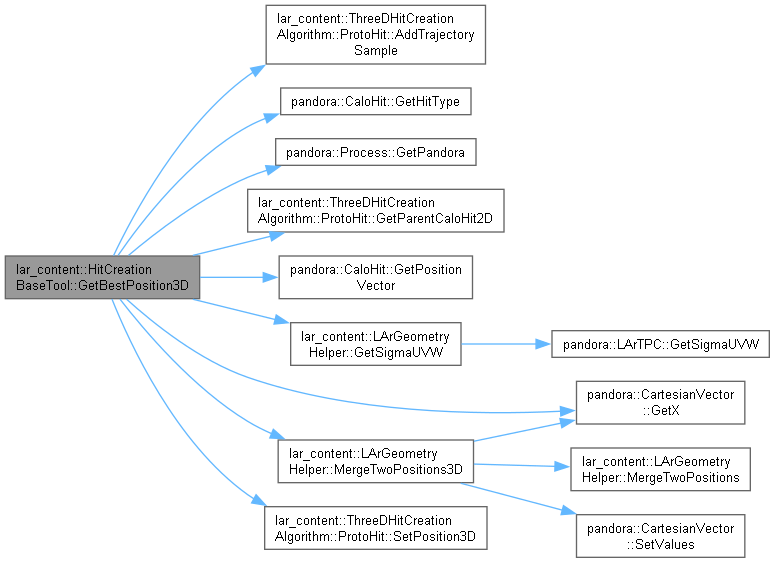 lar_content::ThreeDHitCreation
Algorithm::ProtoHit::AddTrajectory
Sample
pandora::CaloHit::GetHitType
pandora::Process::GetPandora
lar_content::ThreeDHitCreation
Algorithm::ProtoHit::GetParentCaloHit2D
lar_content::HitCreation
BaseTool::GetBestPosition3D
pandora::CaloHit::GetPosition
Vector
lar_content::LArGeometry
Helper::GetSigmaUVW
pandora::LArTPC::GetSigmaUVW
pandora::CartesianVector
::GetX
lar_content::LArGeometry
Helper::MergeTwoPositions3D
lar_content::LArGeometry
Helper::MergeTwoPositions
lar_content::ThreeDHitCreation
Algorithm::ProtoHit::SetPosition3D
pandora::CartesianVector
::SetValues